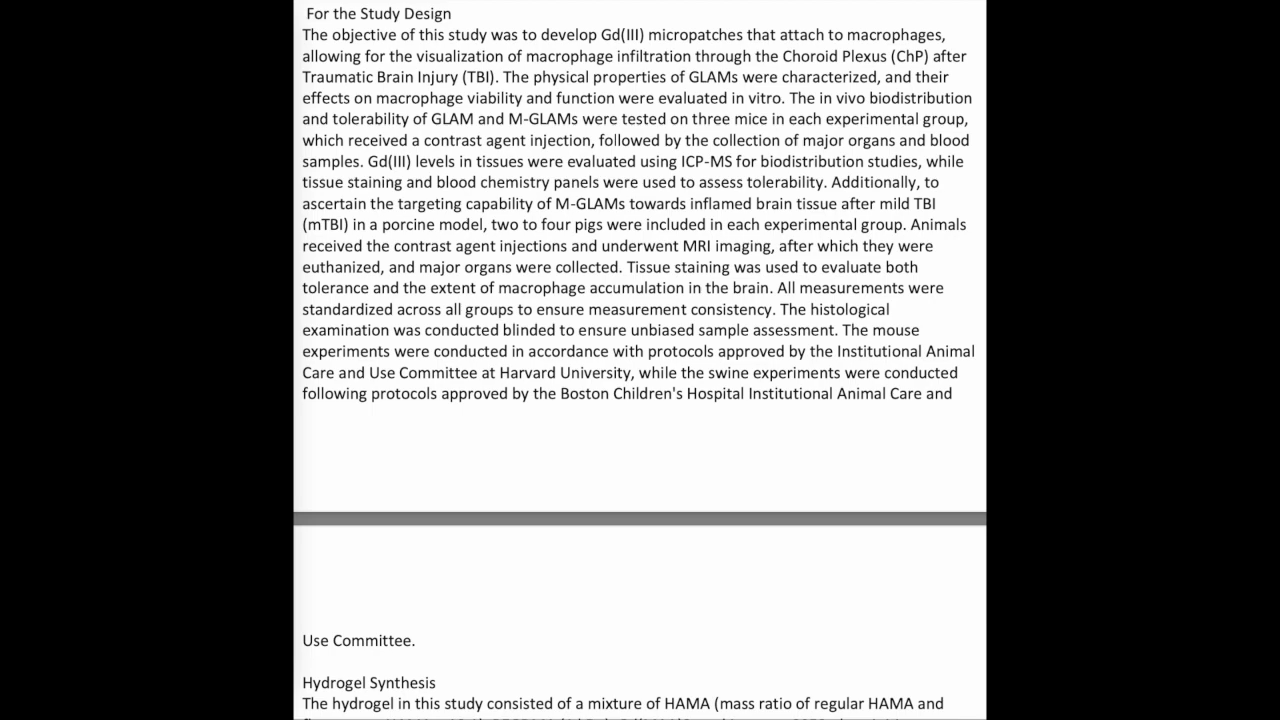 For the Study Design
The objective of this study was to develop Gd(III) micropatches that attach to macrophages,
allowing for the visualization of macrophage infiltration through the Choroid Plexus (ChP) after
Traumatic Brain Injury (TBI). The physical properties of GLAMs were characterized, and their
effects on macrophage viability and function were evaluated in vitro. The in vivo biodistribution
and tolerability of GLAM and M-GLAMs were tested on three mice in each experimental group,
which received a contrast agent injection, followed by the collection of major organs and blood
samples. Gd(III) levels in tissues were evaluated using ICP-MS for biodistribution studies, while
tissue staining and blood chemistry panels were used to assess tolerability. Additionally, to
ascertain the targeting capability of M-GLAMs towards inflamed brain tissue after mild TBI
(mTBI) in a porcine model, two to four pigs were included in each experimental group. Animals
received the contrast agent injections and underwent MRI imaging, after which they were
euthanized, and major organs were collected. Tissue staining was used to evaluate both
tolerance and the extent of macrophage accumulation in the brain. All measurements were
standardized across all groups to ensure measurement consistency. The histological
examination was conducted blinded to ensure unbiased sample assessment. The mouse
experiments were conducted in accordance with protocols approved by the Institutional Animal
Care and Use Committee at Harvard University, while the swine experiments were conducted
following protocols approved by the Boston Children's Hospital Institutional Animal Care and
Use Committee.
Hydrogel Synthesis
The hydrogel in this study consisted of a mixture of HAMA (mass ratio of regular HAMA and